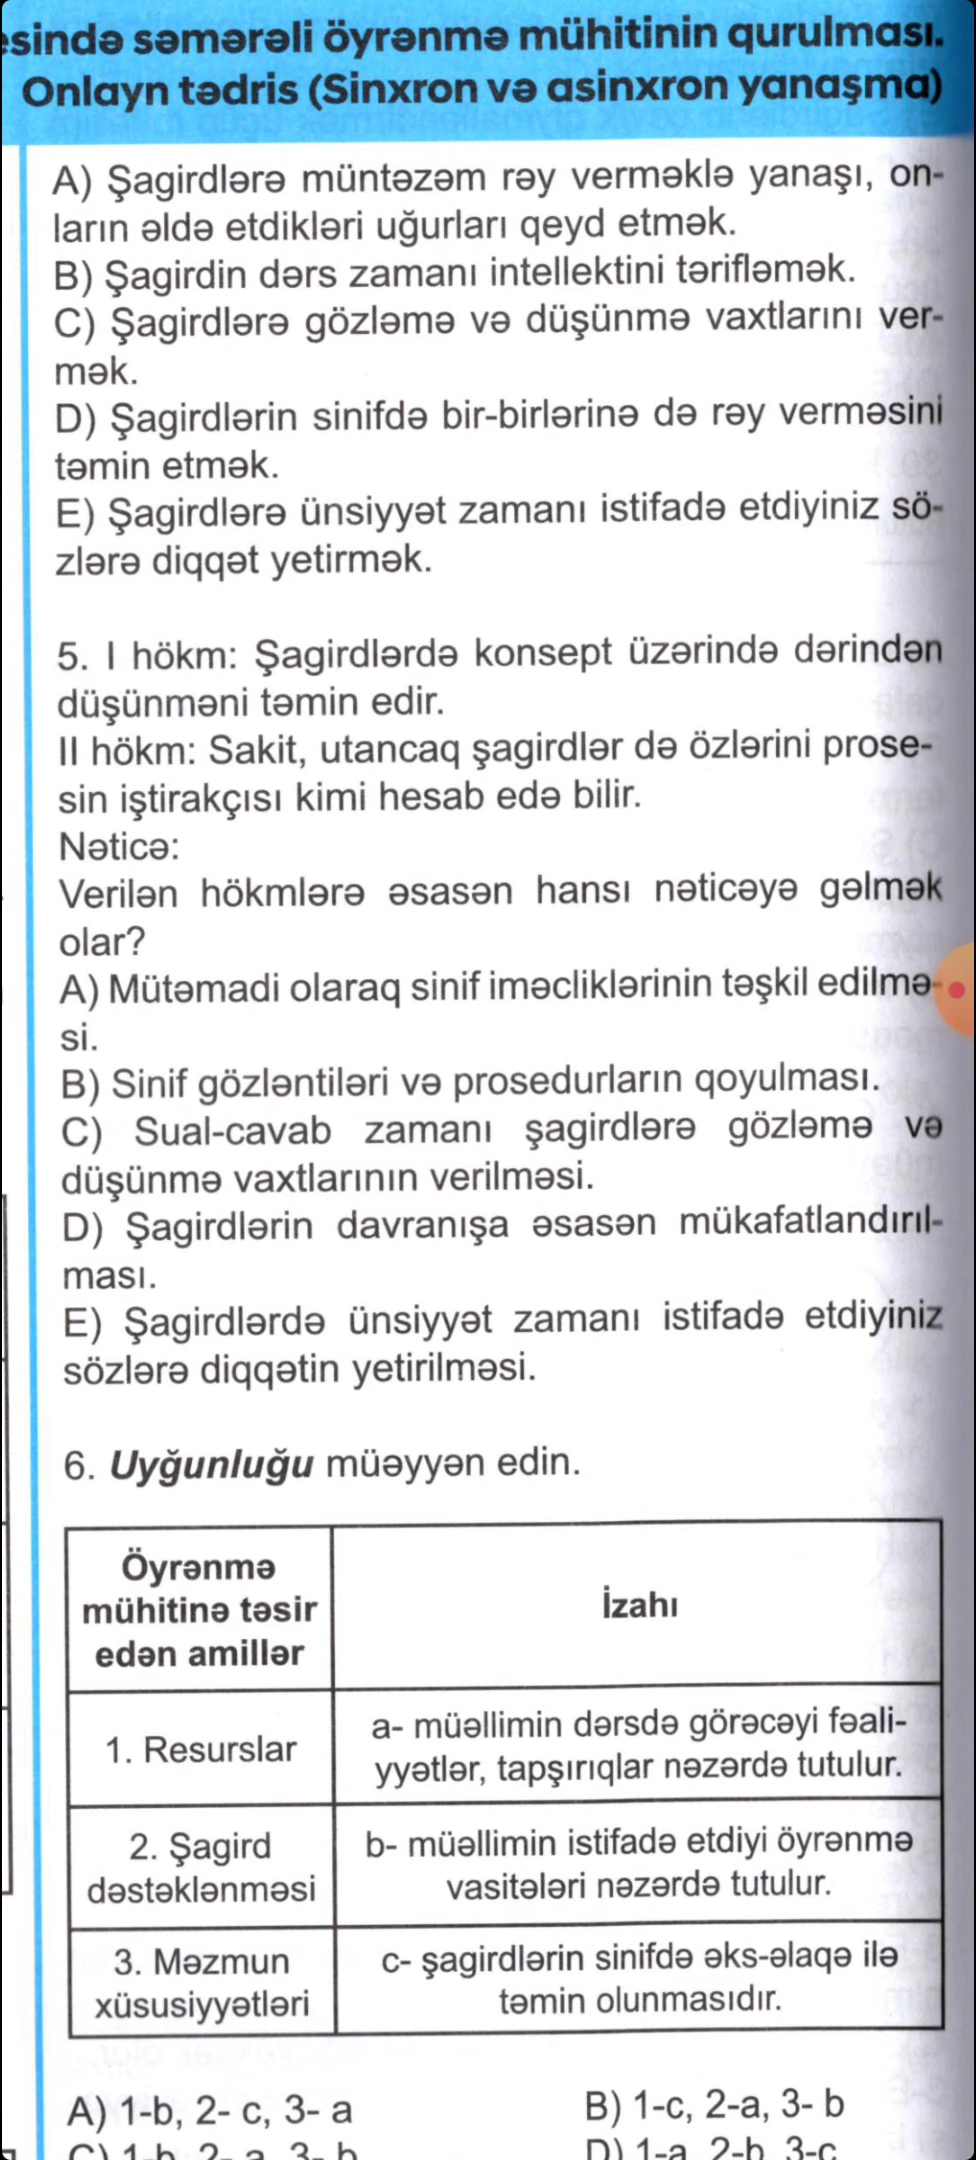 əsində səmərəli öyrənmə mühitinin qurulması.
Onlayn tədris (Sinxron və asinxron yanaşma)
A) Şagirdlərə müntəzəm rəy verməklə yanaşı, on-
ların əldə etdikləri uğurları qeyd etmək.
B) Şagirdin dərs zamanı intellektini tərifləmək.
C) Şagirdlərə gözləmə və düşünmə vaxtlarını ver-
mək.
D) Şagirdlərin sinifdə bir-birlərinə də rəy verməsini
təmin etmək.
E) Şagirdlərə ünsiyyət zamanı istifadə etdiyiniz sö-
zlərə diqqət yetirmək.
5. I hökm: Şagirdlərdə konsept üzərində dərindən
düşünməni təmin edir.
II hökm: Sakit, utancaq şagirdlər də özlərini prose-
sin iştirakçısı kimi hesab edə bilir.
Nəticə:
Verilən hökmlərə əsasən hansı nəticəyə gəlmək
olar?
A) Mütəmadi olaraq sinif iməcliklərinin təşkil edilmə-
si.
B) Sinif gözləntiləri və prosedurların qoyulması.
C) Sual-cavab zamanı şagirdlərə gözləmə və
düşünmə vaxtlarının verilməsi.
D) Şagirdlərin davranışa əsasən mükafatlandırıl-
ması.
E) Şagirdlərdə ünsiyyət zamanı istifadə etdiyiniz
sözlərə diqqətin yetirilməsi.
6. Uyğunluğu müəyyən edin.
Öyrənmə
mühitinə təsir
edən amillər
İzahı
1. Resurslar
a- müəllimin dərsdə görəcəyi fəali-
yyətlər, tapşırıqlar nəzərdə tutulur.
2. Şagird
dəstəklənməsi
b- müəllimin istifadə etdiyi öyrənmə
vasitələri nəzərdə tutulur.
3. Məzmun
xüsusiyyətləri
c- şagirdlərin sinifdə əks-əlaqə ilə
təmin olunmasıdır.
A) 1-b, 2- c, 3- a
B) 1-c, 2-a, 3- b
C) 1-b, 2- a, 3- b
D) 1-a, 2-b, 3-c